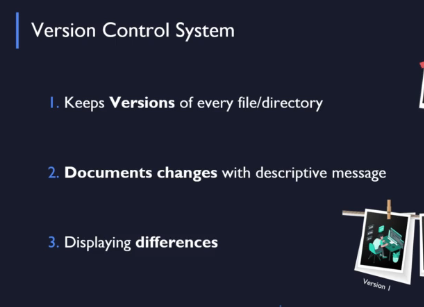 Version Control System
1. Keeps Versions of every file/directory
2. Documents changes with descriptive message
3. Displaying differences
Version 1